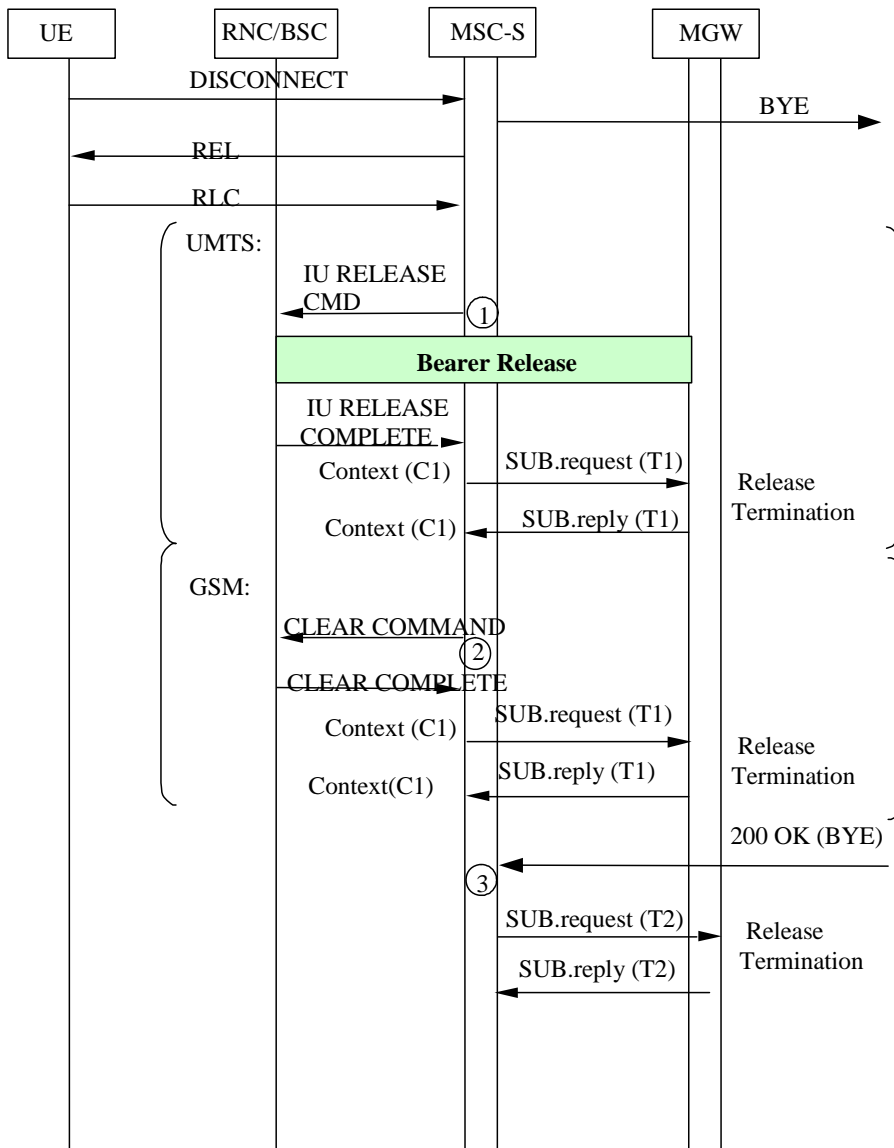 UE
RNC/BSC
MSC-S
MGW
DISCONNECT
BYE
REL
RLC
UMTS:
IU RELEASE
CMD
1
Bearer Release
IU RELEASE
COMPLETE
Context (C1)
SUB.request (T1)
Release
Termination
Context (C1)
SUB.reply (T1)
GSM:
CLEAR COMMAND
2
CLEAR COMPLETE
Context (C1)
SUB.request (T1)
Release
Termination
Context(C1)
SUB.reply (T1)
200 OK (BYE)
3
SUB.request (T2)
Release
Termination
SUB.reply (T2)